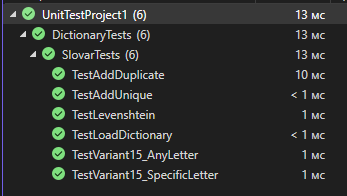 UnitTestProject1 (6) 13 мс
DictionaryTests (6) 13 мс
SlovarTests (6) 13 мс
TestAddDuplicate 10 мс
TestAddUnique < 1 мс
TestLevenshtein 1 мс
TestLoadDictionary < 1 мс
TestVariant15_AnyLetter 1 мс
TestVariant15_SpecificLetter 1 мс